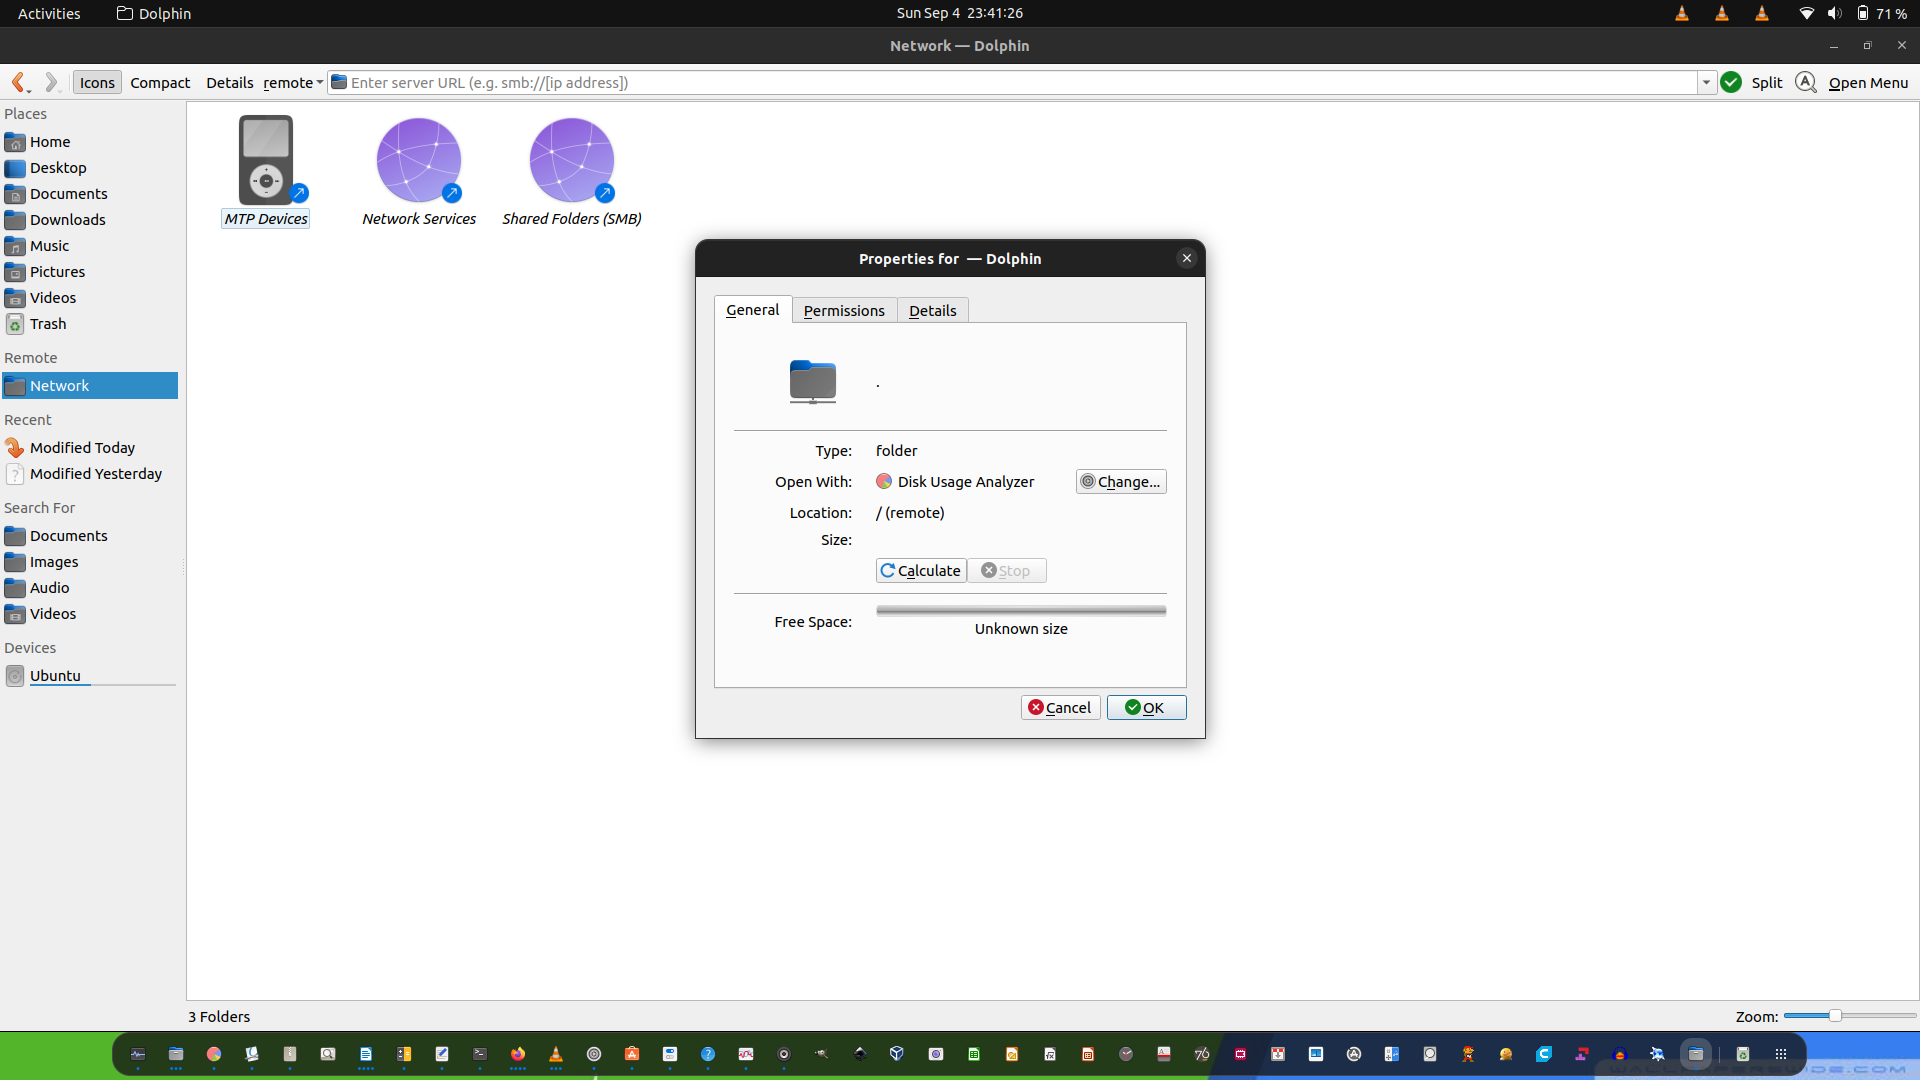 Activities Dolphin Sun Sep 4 23:41:26 71 %
Network — Dolphin
Icons Compact Details remote Enter server URL (e.g. smb://[ip address]) Split Open Menu
Places
Home
Desktop
Documents
Downloads
Music
Pictures
Videos
Trash
Remote
Network
Recent
Modified Today
Modified Yesterday
Search For
Documents
Images
Audio
Videos
Devices
Ubuntu
MTP Devices Network Services Shared Folders (SMB)
Properties for — Dolphin
General Permissions Details
.
Type: folder
Open With: Disk Usage Analyzer Change...
Location: / (remote)
Size:
Calculate Stop
Free Space:
Unknown size
Cancel OK
3 Folders Zoom:
76